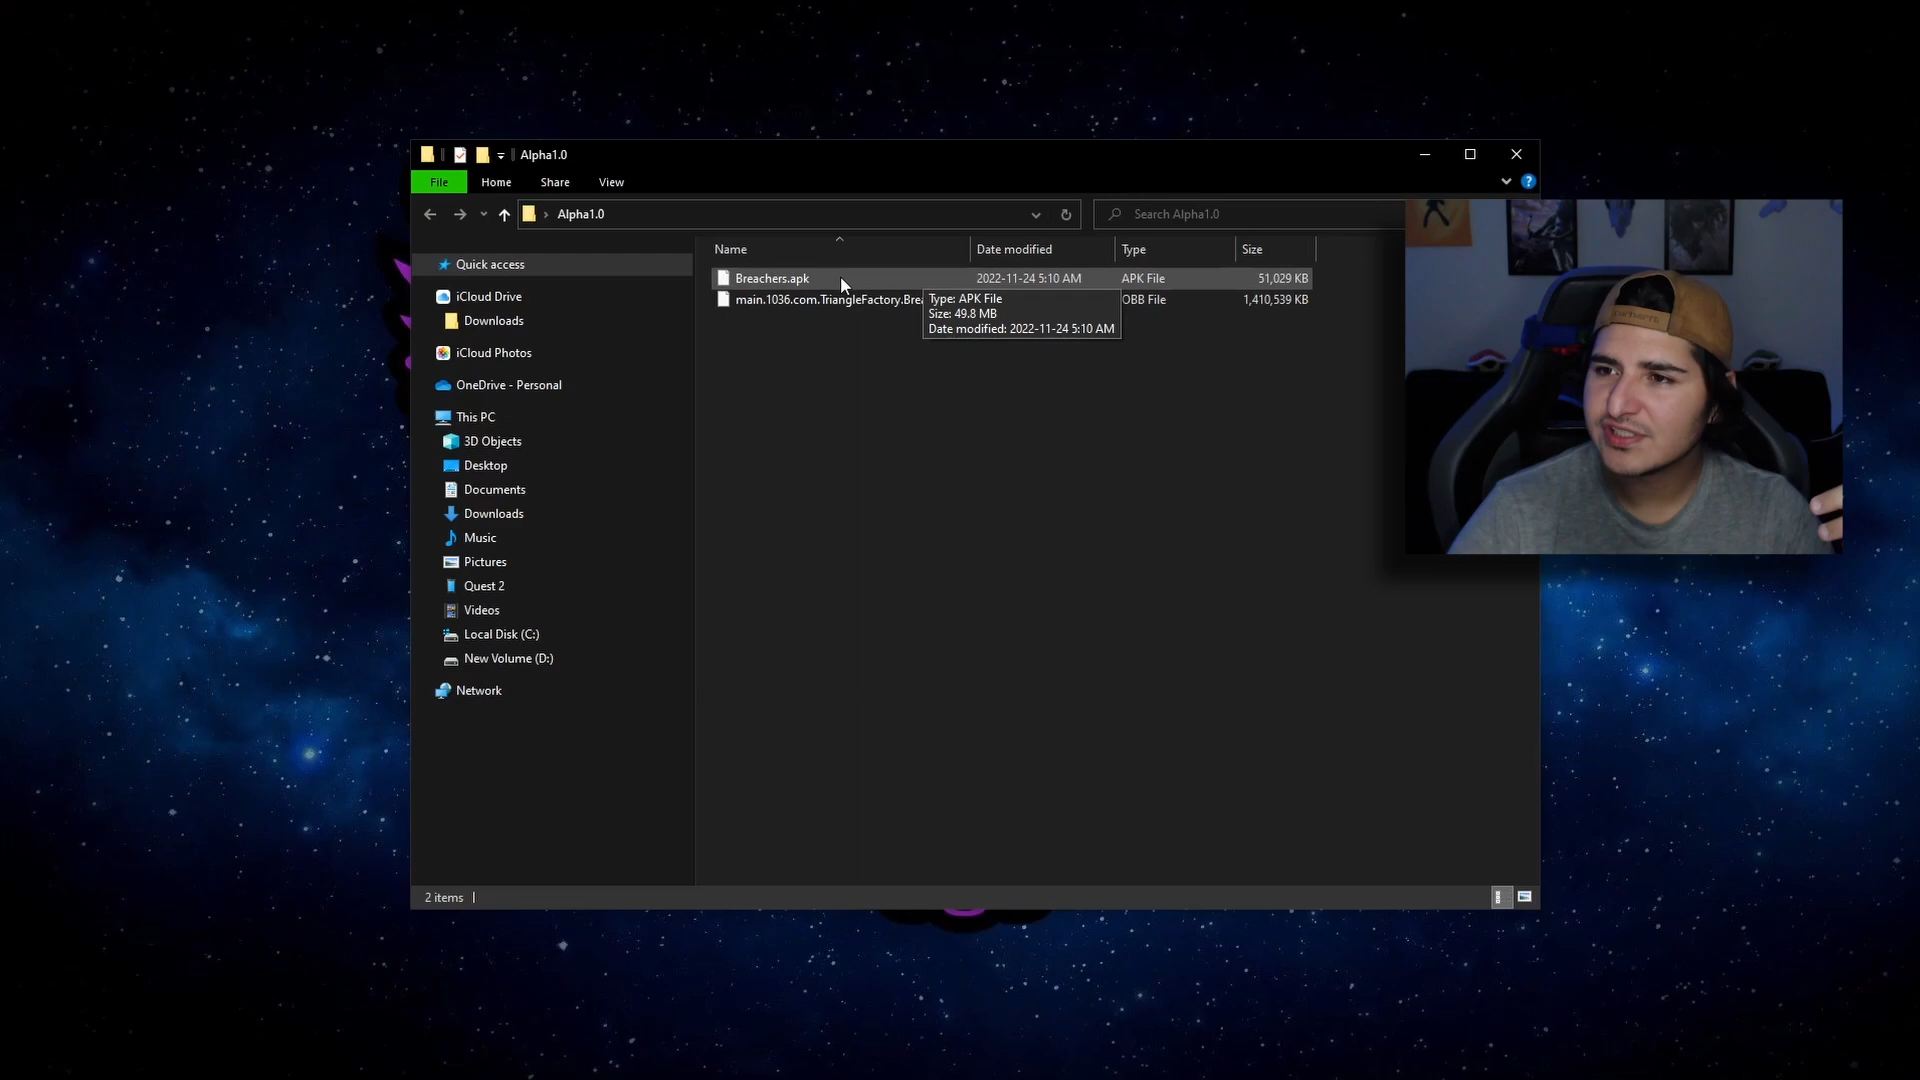 Alpha1.0
File Home Share View
Alpha1.0
Search Alpha1.0
Name Date modified Type Size
Breachers.apk 2022-11-24 5:10 AM APK File 51,029 KB
main.1036.com.TriangleFactory.Brea OBB File 1,410,539 KB
Type: APK File
Size: 49.8 MB
Date modified: 2022-11-24 5:10 AM
Quick access
iCloud Drive
Downloads
iCloud Photos
OneDrive - Personal
This PC
3D Objects
Desktop
Documents
Downloads
Music
Pictures
Quest 2
Videos
Local Disk (C:)
New Volume (D:)
Network
2 items